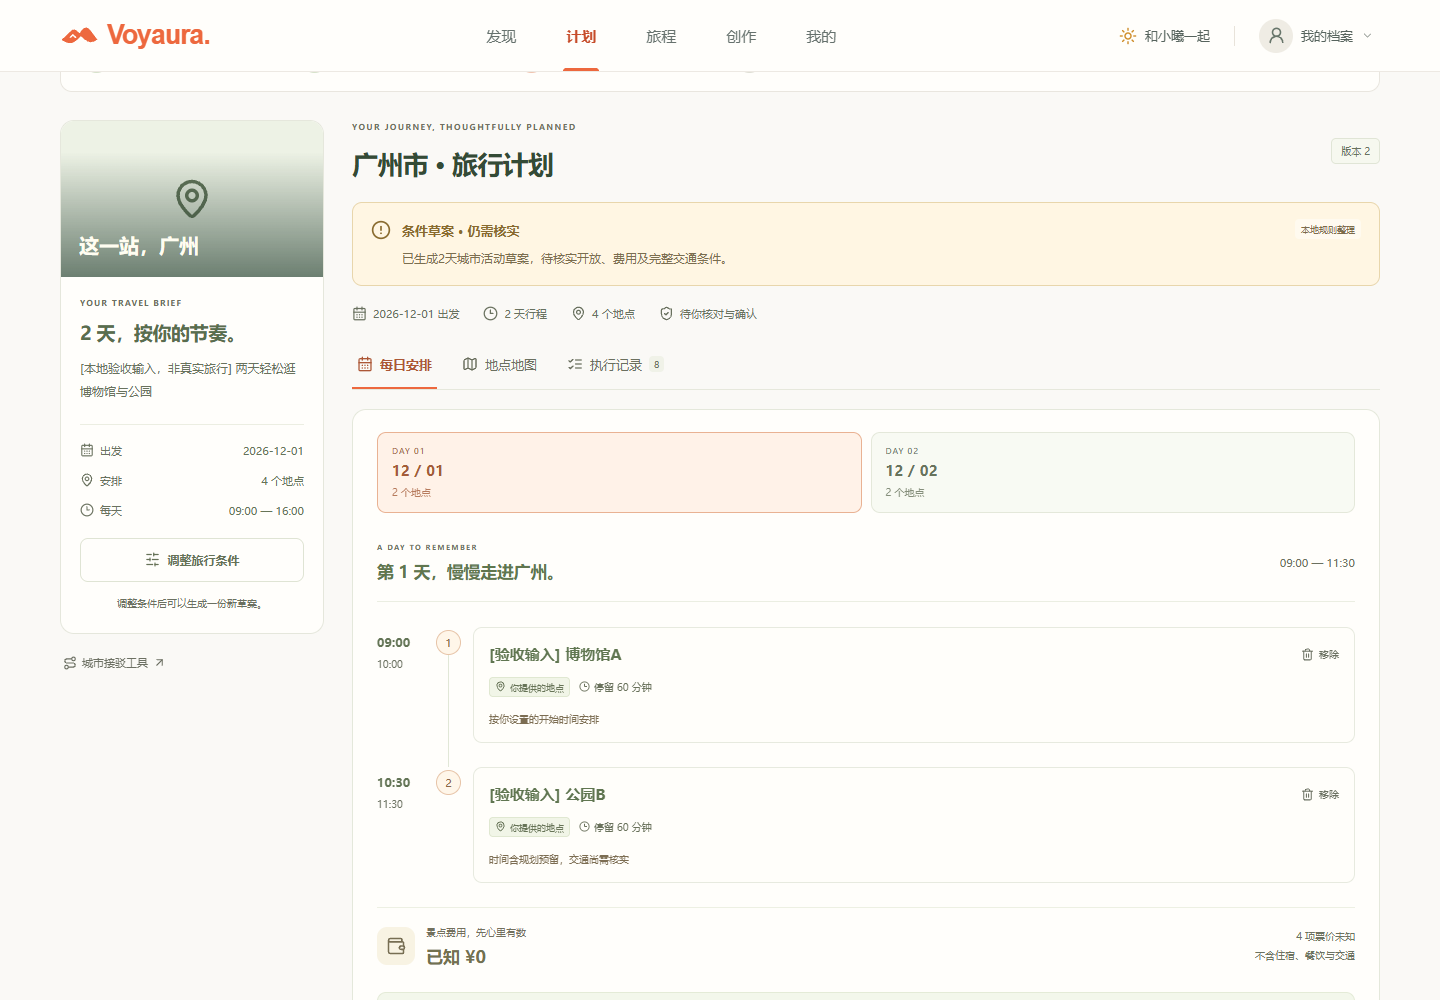 Voyaura.
发现
计划
旅程
创作
我的
和小曦一起
我的档案
这一站，广州
YOUR TRAVEL BRIEF
2 天，按你的节奏。
[本地验收输入，非真实旅行] 两天轻松逛
博物馆与公园
出发 2026-12-01
安排 4 个地点
每天 09:00 — 16:00
调整旅行条件
调整条件后可以生成一份新草案。
城市接驳工具
YOUR JOURNEY, THOUGHTFULLY PLANNED
广州市 • 旅行计划
版本 2
条件草案 • 仍需核实
本地规则整理
已生成2天城市活动草案，待核实开放、费用及完整交通条件。
2026-12-01 出发
2 天行程
4 个地点
待你核对与确认
每日安排
地点地图
执行记录 8
DAY 01
12 / 01
2 个地点
DAY 02
12 / 02
2 个地点
A DAY TO REMEMBER
第 1 天，慢慢走进广州。
09:00 — 11:30
09:00
10:00
1
[验收输入] 博物馆A
移除
你提供的地点
停留 60 分钟
按你设置的开始时间安排
10:30
11:30
2
[验收输入] 公园B
移除
你提供的地点
停留 60 分钟
时间含规划预留，交通尚需核实
景点费用，先心里有数
已知 ¥0
4 项票价未知
不含住宿、餐饮与交通